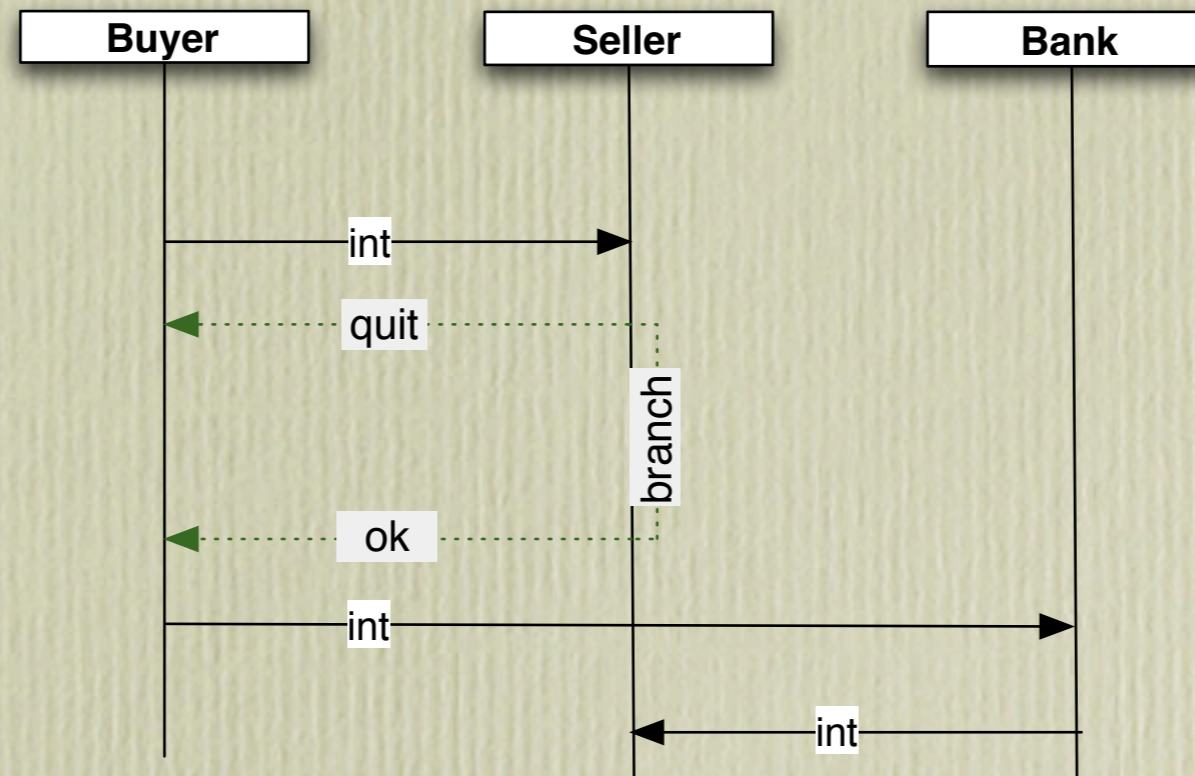 Buyer
Seller
Bank
int
quit
branch
ok
int
int